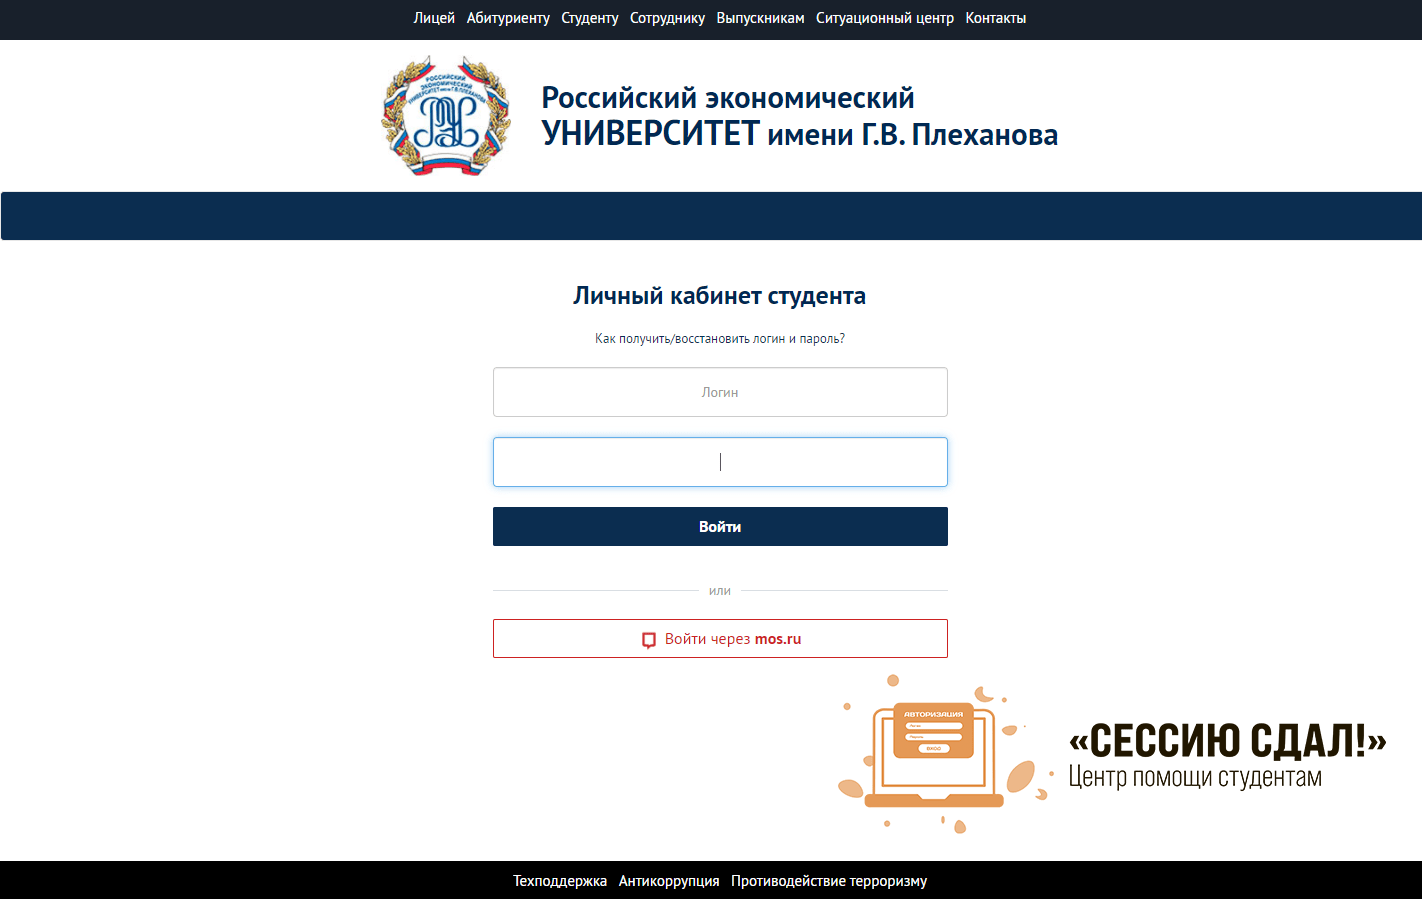 Лицей Абитуриенту Студенту Сотруднику Выпускникам Ситуационный центр Контакты
РОССИЙСКИЙ
ЭКОНОМИЧЕСКИЙ
УНИВЕРСИТЕТ имени Г.В.ПЛЕХАНОВА
Российский экономический
УНИВЕРСИТЕТ имени Г.В. Плеханова
Личный кабинет студента
Как получить/восстановить логин и пароль?
Логин
Войти
или
Войти через mos.ru
АВТОРИЗАЦИЯ
Пароль
ВХОД
«СЕССИЮ СДАЛ!»
Центр помощи студентам
Техподдержка Антикоррупция Противодействие терроризму